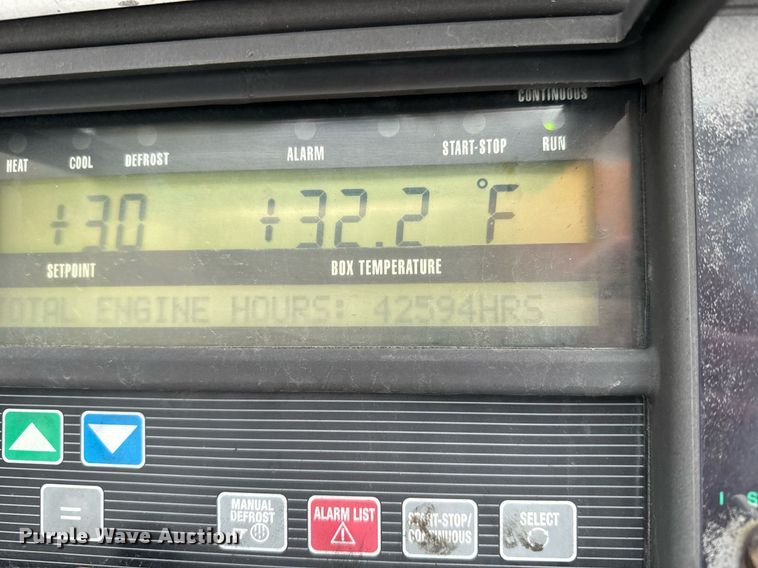 CONTINUOUS
HEAT COOL DEFROST ALARM START-STOP RUN
+30 +32.2 °F
SETPOINT BOX TEMPERATURE
TOTAL ENGINE HOURS: 42594HRS
=
MANUAL DEFROST
ALARM LIST
START-STOP/ CONTINUOUS
SELECT
I S
Purple Wave Auction